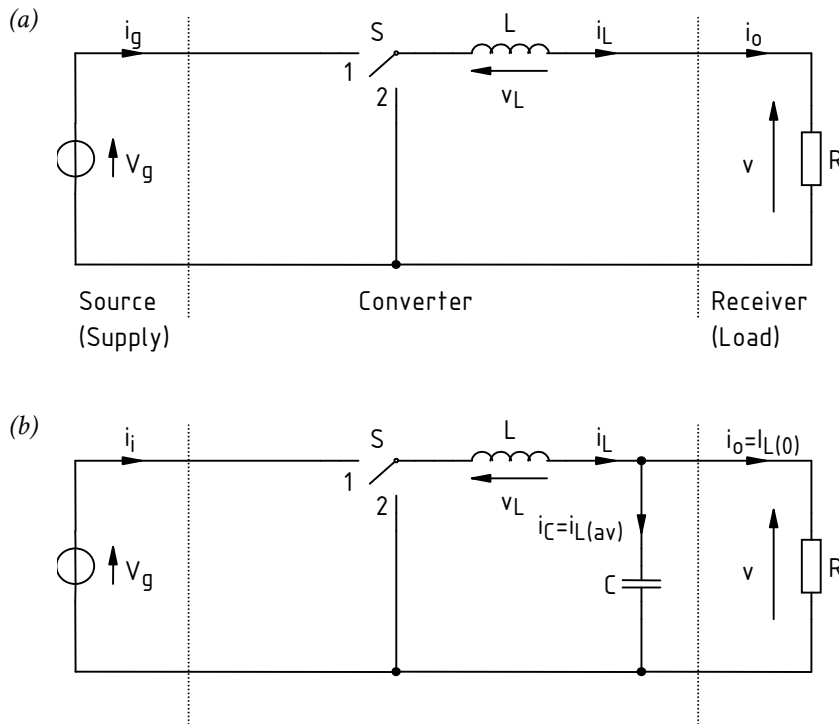 (a)
i_g
S
L
i_L
i_o
1
2
v_L
V_g
v
R
Source
(Supply)
Converter
Receiver
(Load)
(b)
i_i
S
L
i_L
i_o=I_L(0)
1
2
v_L
i_C=i_L(av)
V_g
C
v
R